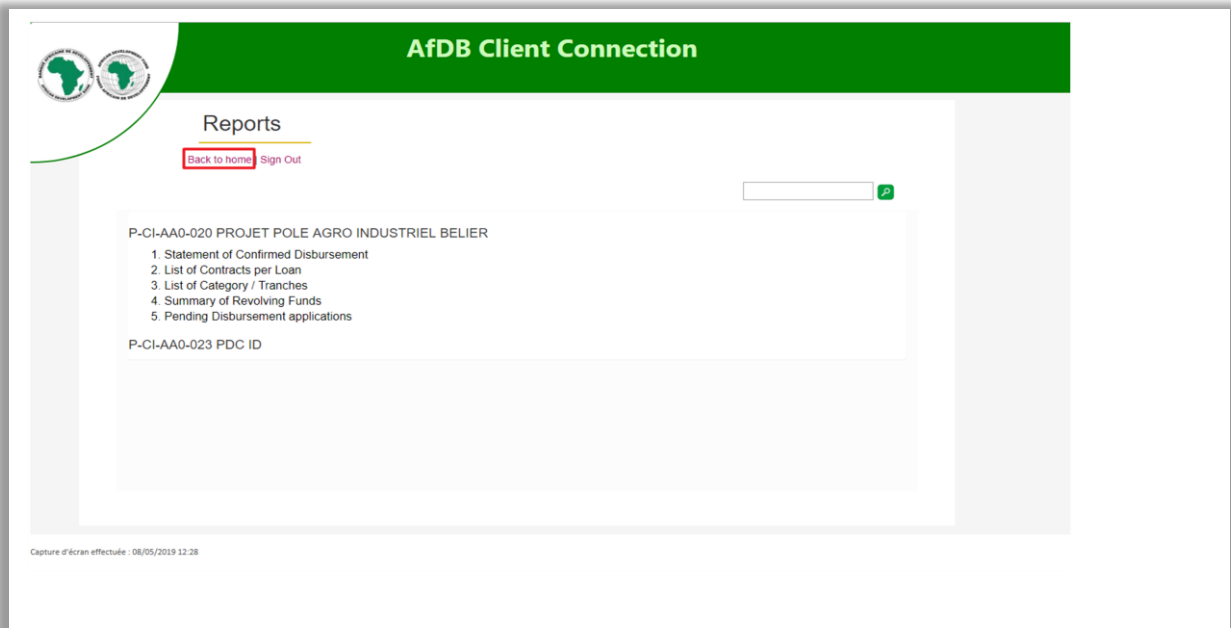 AfDB Client Connection
Reports
Back to home | Sign Out
P-CI-AA0-020 PROJET POLE AGRO INDUSTRIEL BELIER
1. Statement of Confirmed Disbursement
2. List of Contracts per Loan
3. List of Category / Tranches
4. Summary of Revolving Funds
5. Pending Disbursement applications
P-CI-AA0-023 PDC ID
Capture d'écran effectuée : 08/05/2019 12:28